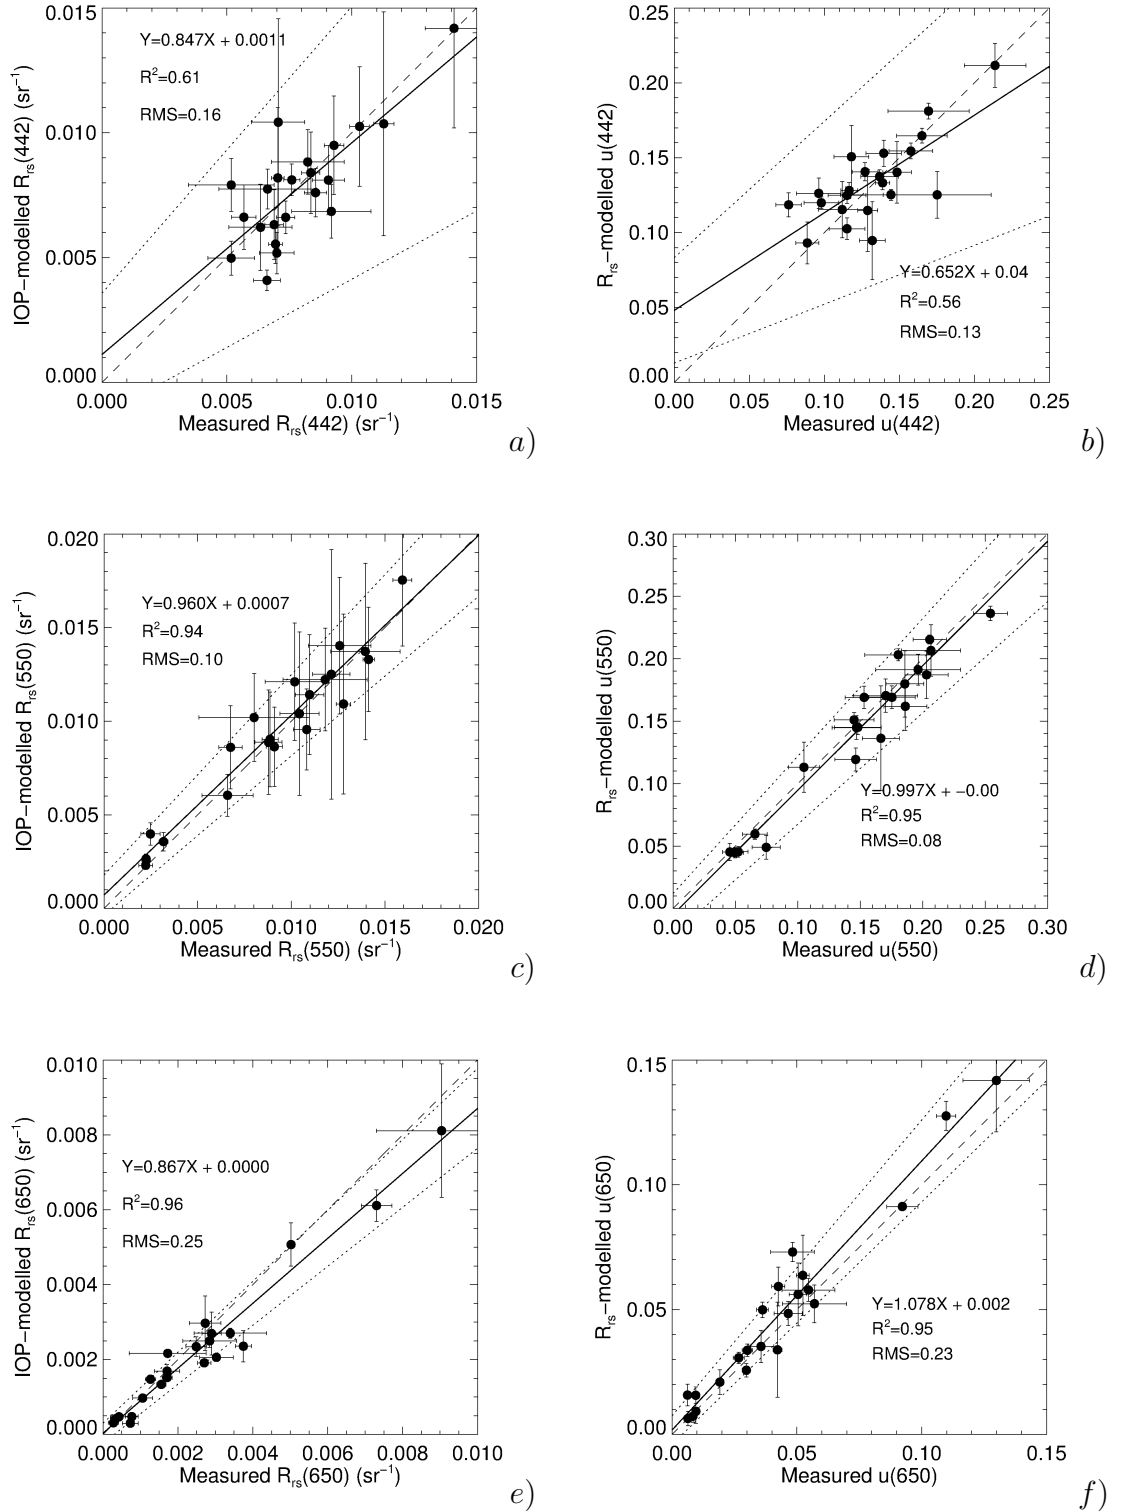 IOP−modelled Rrs(442) (sr−1)
0.015
0.010
0.005
0.000
Y=0.847X + 0.0011
R2=0.61
RMS=0.16
0.000 0.005 0.010 0.015
Measured Rrs(442) (sr−1)
a)
Rrs−modelled u(442)
0.25
0.20
0.15
0.10
0.05
0.00
Y=0.652X + 0.04
R2=0.56
RMS=0.13
0.00 0.05 0.10 0.15 0.20 0.25
Measured u(442)
b)
IOP−modelled Rrs(550) (sr−1)
0.020
0.015
0.010
0.005
0.000
Y=0.960X + 0.0007
R2=0.94
RMS=0.10
0.000 0.005 0.010 0.015 0.020
Measured Rrs(550) (sr−1)
c)
Rrs−modelled u(550)
0.30
0.25
0.20
0.15
0.10
0.05
0.00
Y=0.997X + −0.00
R2=0.95
RMS=0.08
0.00 0.05 0.10 0.15 0.20 0.25 0.30
Measured u(550)
d)
IOP−modelled Rrs(650) (sr−1)
0.010
0.008
0.006
0.004
0.002
0.000
Y=0.867X + 0.0000
R2=0.96
RMS=0.25
0.000 0.002 0.004 0.006 0.008 0.010
Measured Rrs(650) (sr−1)
e)
Rrs−modelled u(650)
0.15
0.10
0.05
0.00
Y=1.078X + 0.002
R2=0.95
RMS=0.23
0.00 0.05 0.10 0.15
Measured u(650)
f)